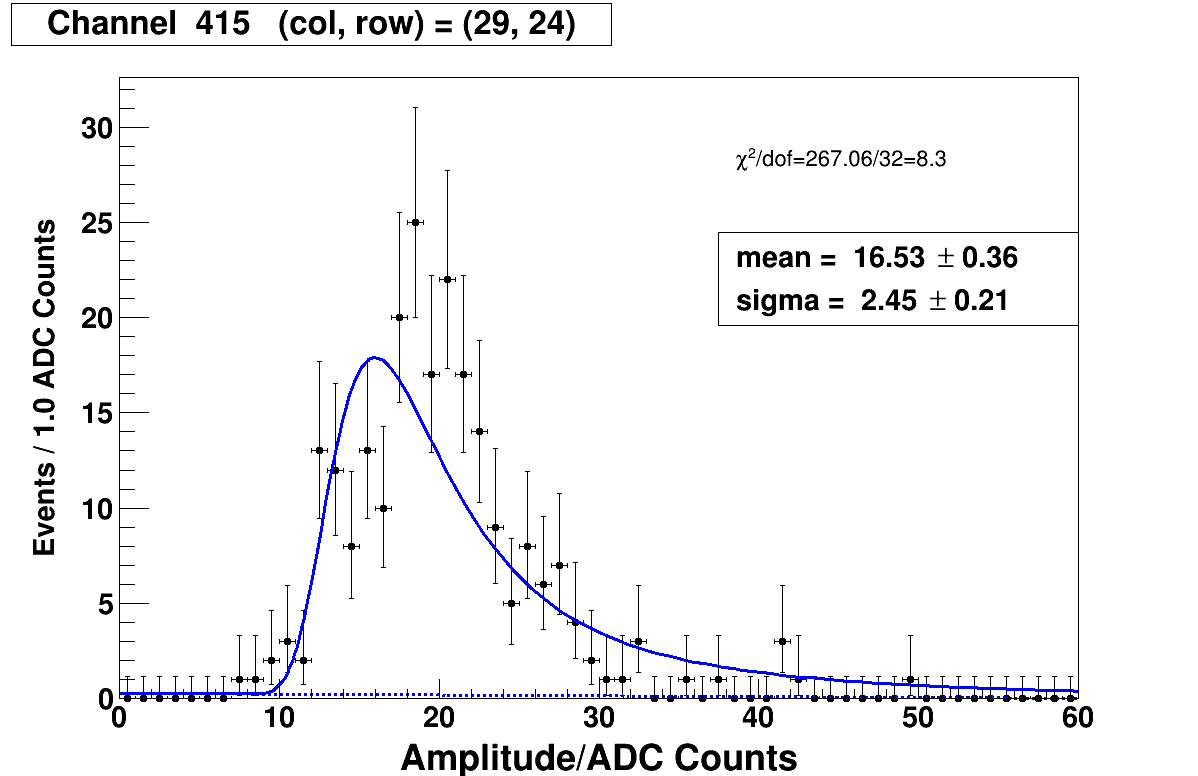 Channel 415 (col, row) = (29, 24)
χ²/dof=267.06/32=8.3
mean = 16.53 ± 0.36
sigma = 2.45 ± 0.21
Events / 1.0 ADC Counts
30
25
20
15
10
5
0
0 10 20 30 40 50 60
Amplitude/ADC Counts